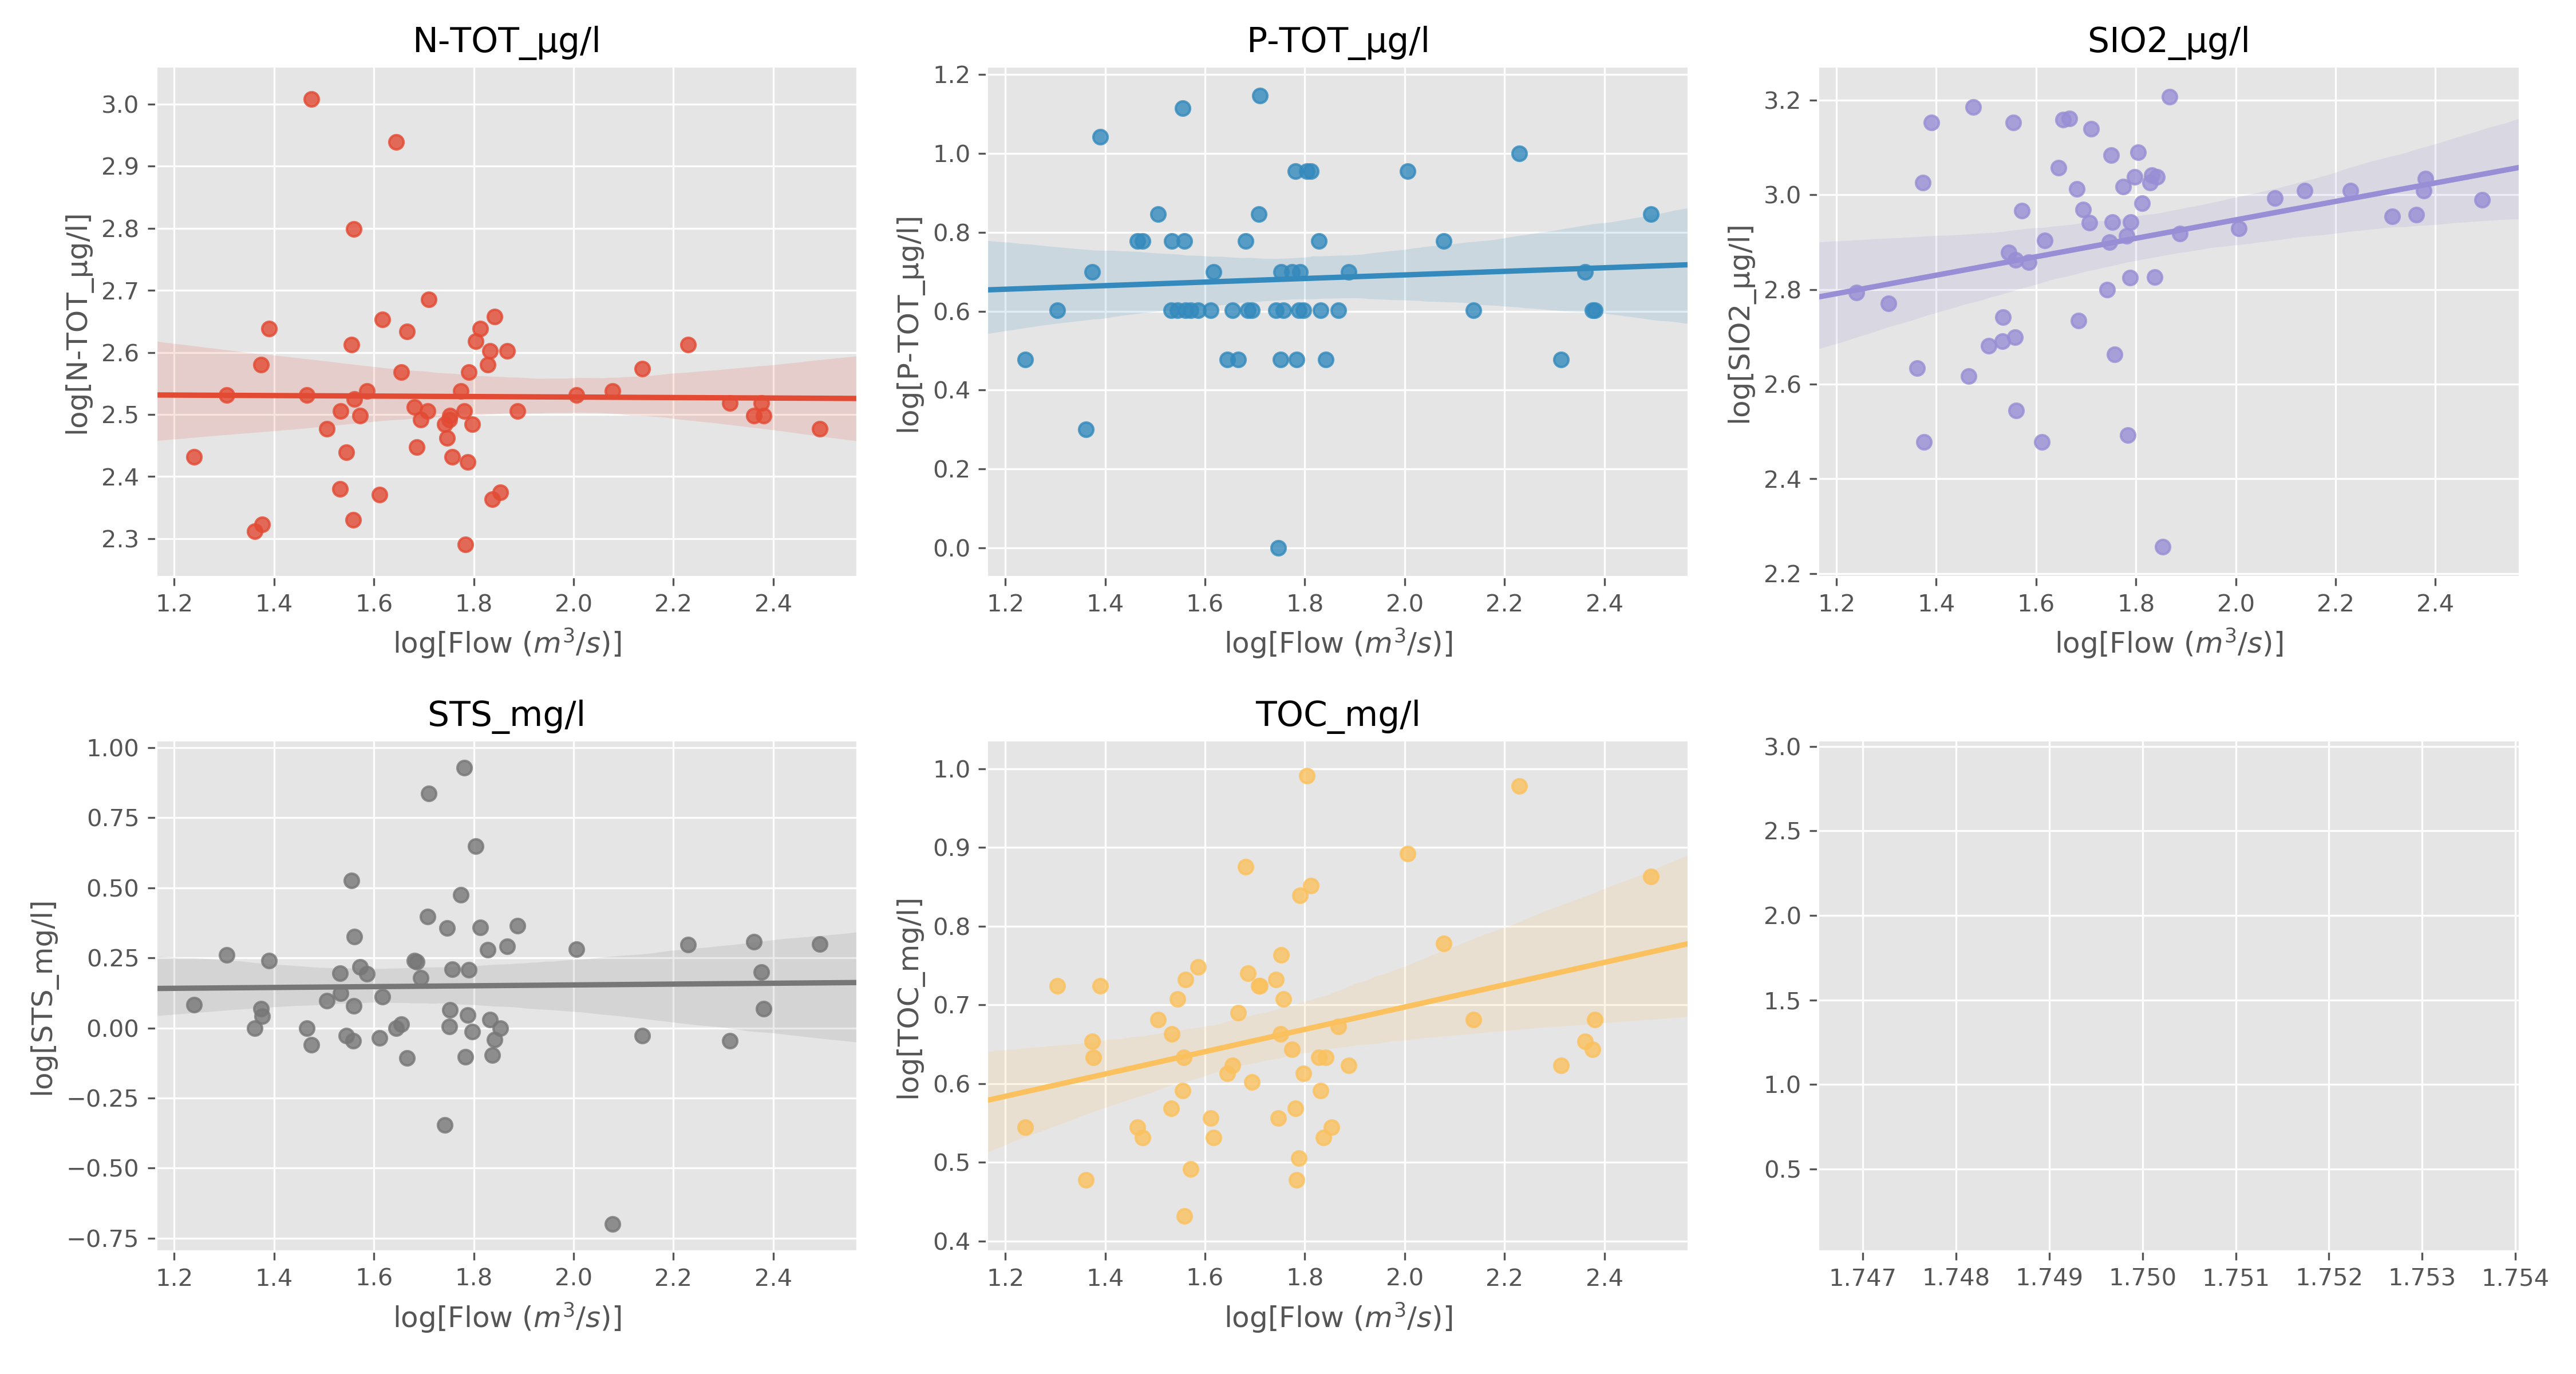 N-TOT_µg/l
log[N-TOT_µg/l]
3.0
2.9
2.8
2.7
2.6
2.5
2.4
2.3
1.2 1.4 1.6 1.8 2.0 2.2 2.4
log[Flow (m³/s)]
P-TOT_µg/l
log[P-TOT_µg/l]
1.2
1.0
0.8
0.6
0.4
0.2
0.0
1.2 1.4 1.6 1.8 2.0 2.2 2.4
log[Flow (m³/s)]
SIO2_µg/l
log[SIO2_µg/l]
3.2
3.0
2.8
2.6
2.4
2.2
1.2 1.4 1.6 1.8 2.0 2.2 2.4
log[Flow (m³/s)]
STS_mg/l
log[STS_mg/l]
1.00
0.75
0.50
0.25
0.00
−0.25
−0.50
−0.75
1.2 1.4 1.6 1.8 2.0 2.2 2.4
log[Flow (m³/s)]
TOC_mg/l
log[TOC_mg/l]
1.0
0.9
0.8
0.7
0.6
0.5
0.4
1.2 1.4 1.6 1.8 2.0 2.2 2.4
log[Flow (m³/s)]
3.0
2.5
2.0
1.5
1.0
0.5
1.747 1.748 1.749 1.750 1.751 1.752 1.753 1.754